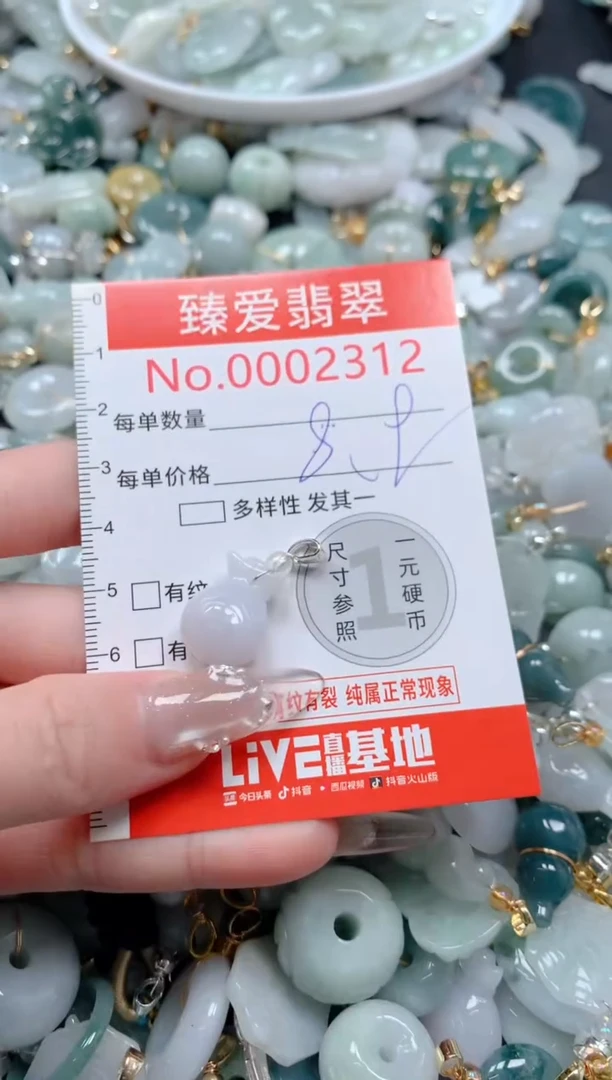 臻爱翡翠
No.0002312
每单数量
每单价格
多样性 发其一
0
1
2
3
4
5
6
尺寸参照
1
一元硬币
有纹
有
纹有裂 纯属正常现象
LiVE直播基地
今日头条 抖音 • 西瓜视频 抖音火山版